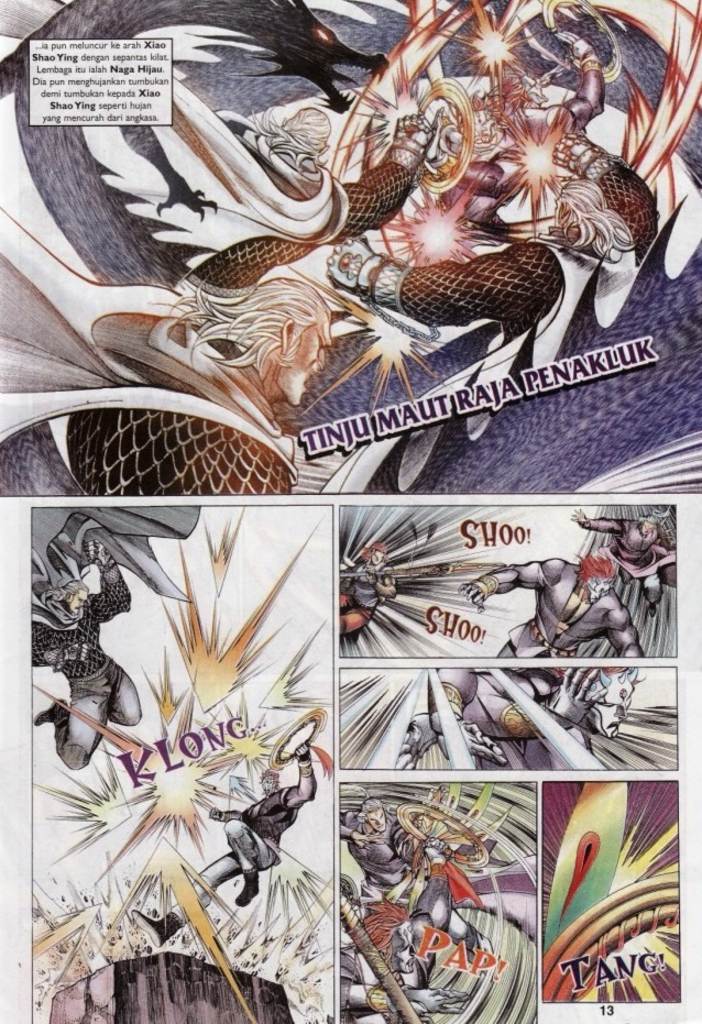 ...ia pun meluncur ke arah Xiao
Shao Ying dengan sepantas kilat.
Lembaga itu ialah Naga Hijau.
Dia pun menghujankan tumbukan
demi tumbukan kepada Xiao
Shao Ying seperti hujan
yang mencurah dari angkasa.
TINJU MAUT RAJA PENAKLUK
SHOO!
SHOO!
KLONG...
PAP!
TANG!
13